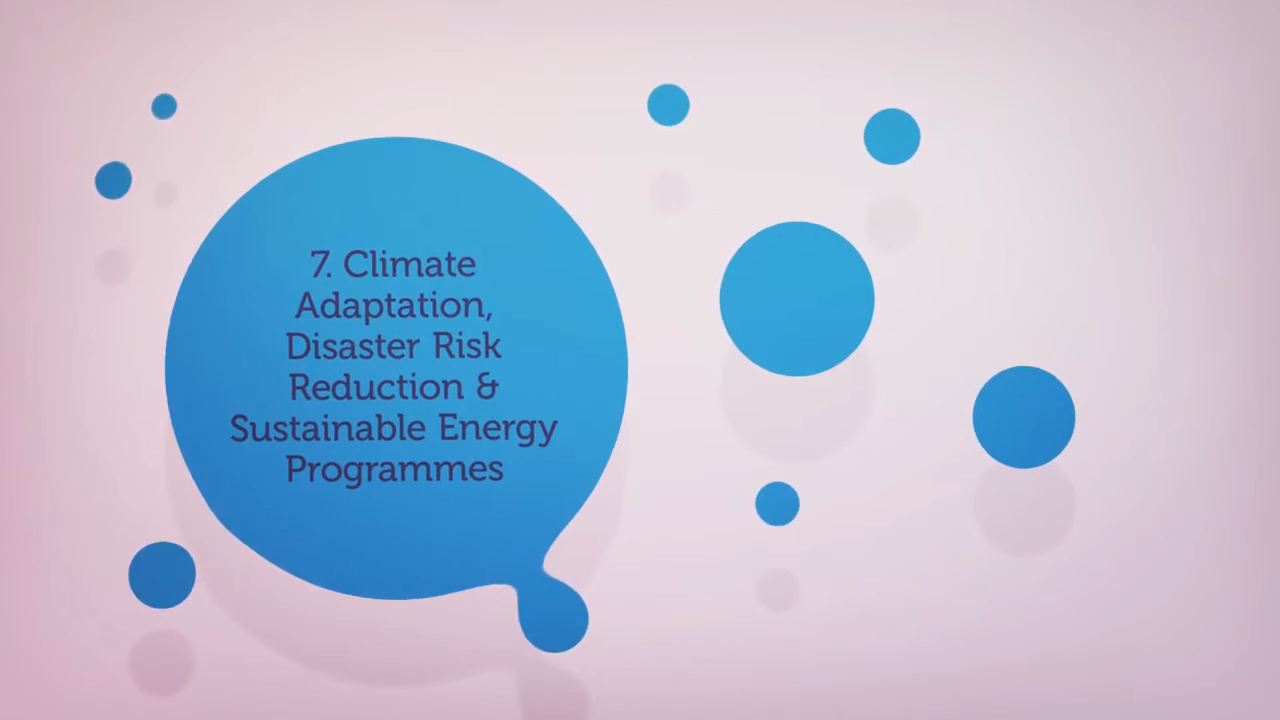 7. Climate
Adaptation,
Disaster Risk
Reduction &
Sustainable Energy
Programmes